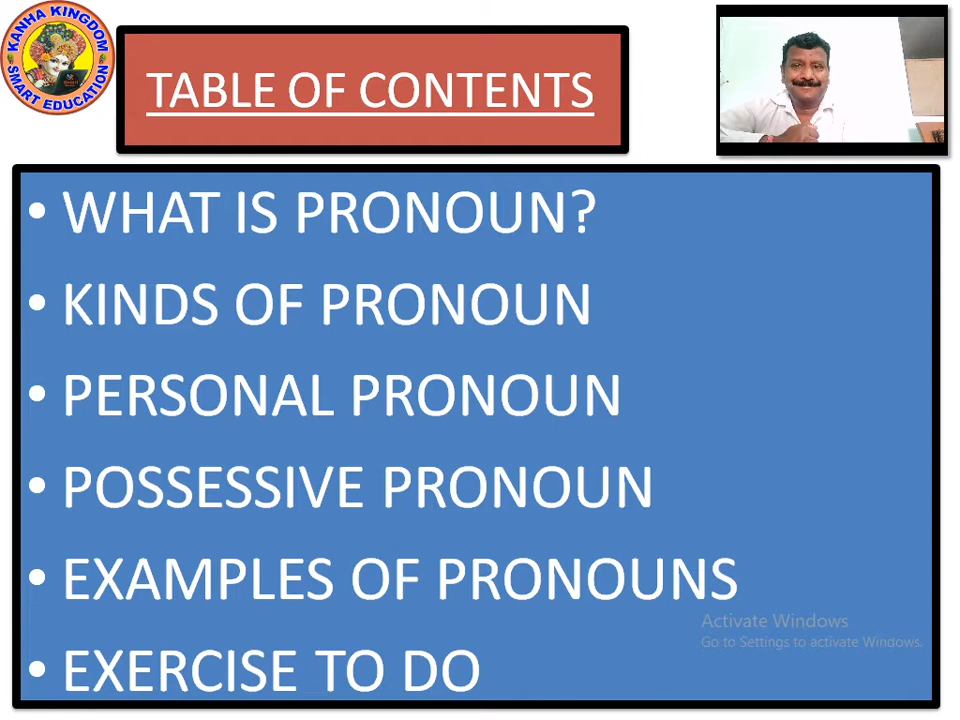 KANHA KINGDOM
SMART EDUCATION
TABLE OF CONTENTS
• WHAT IS PRONOUN?
• KINDS OF PRONOUN
• PERSONAL PRONOUN
• POSSESSIVE PRONOUN
• EXAMPLES OF PRONOUNS
Activate Windows
Go to Settings to activate Windows.
• EXERCISE TO DO